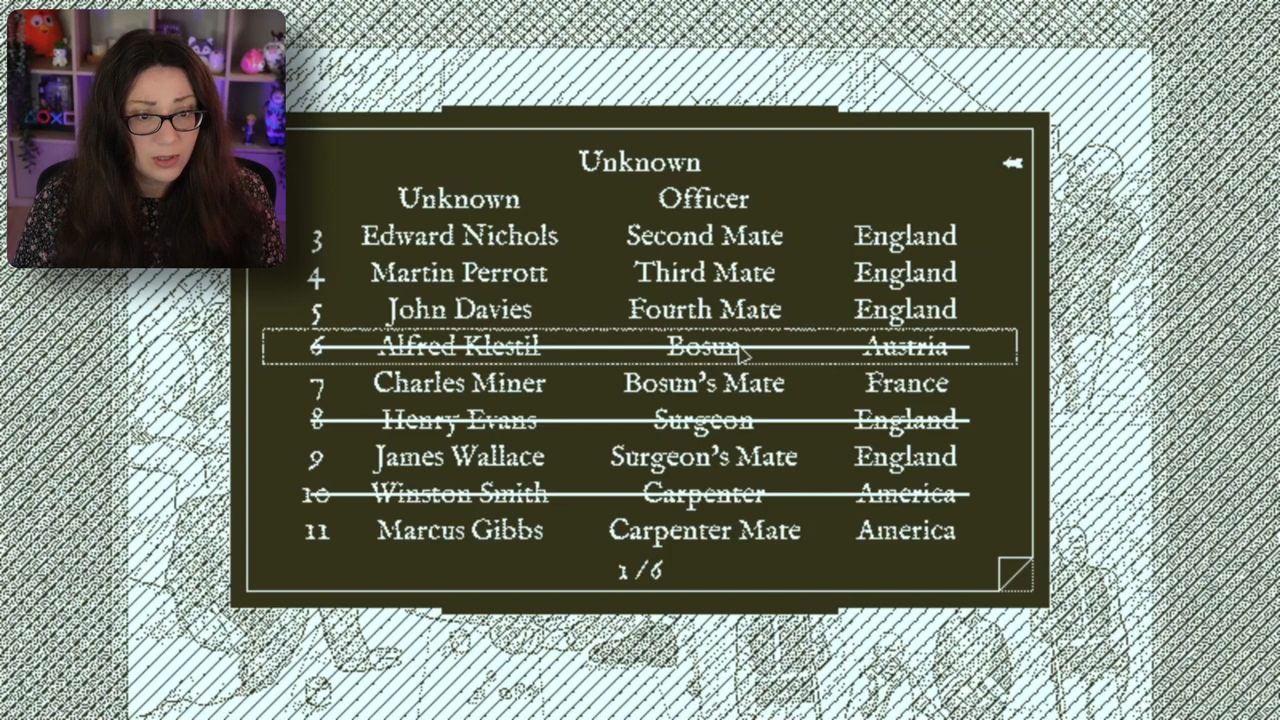 Unknown
Unknown Officer
3 Edward Nichols Second Mate England
4 Martin Perrott Third Mate England
5 John Davies Fourth Mate England
6 Alfred Klestil Bosun Austria
7 Charles Miner Bosun's Mate France
8 Henry Evans Surgeon England
9 James Wallace Surgeon's Mate England
10 Winston Smith Carpenter America
11 Marcus Gibbs Carpenter Mate America
1/6